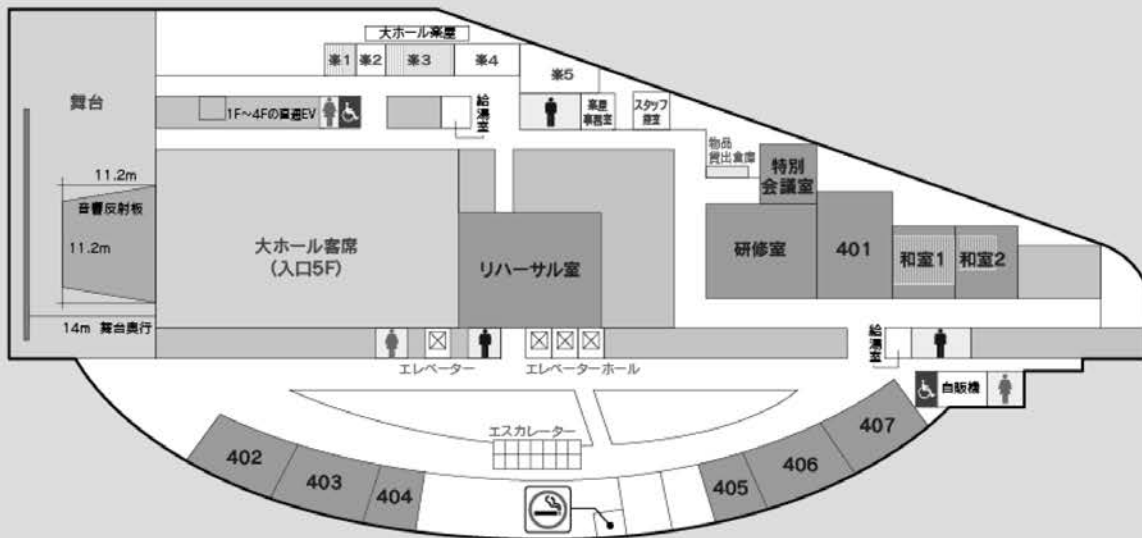 大ホール楽屋
楽1
楽2
楽3
楽4
楽5
舞台
1F～4Fの直通EV
給湯室
楽屋
事務室
スタッフ
控室
物品
貸出倉庫
特別
会議室
11.2m
音響反射板
11.2m
大ホール客席
(入口5F)
リハーサル室
研修室
401
和室1
和室2
14m 舞台奥行
エレベーター
エレベーターホール
給湯室
自販機
エスカレーター
402
403
404
405
406
407